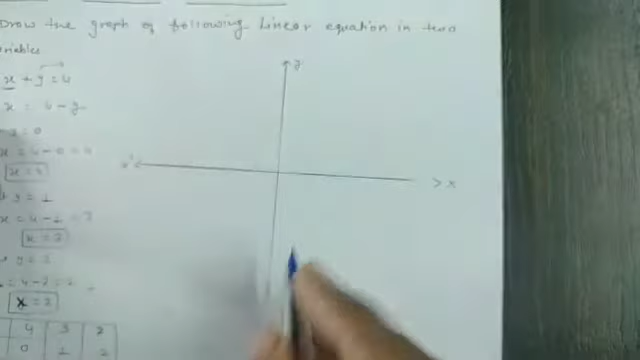 Draw the graph of following Linear equation in two
variables
x + y = 4
x = 4 - y
y = 0
x = 4 - 0 = 4
x = 4
y = 1
x = 4 - 1 = 3
x = 3
y = 2
= 4 - 2 = 2
x = 2
4 3 2
0 1 2
y
x'
x